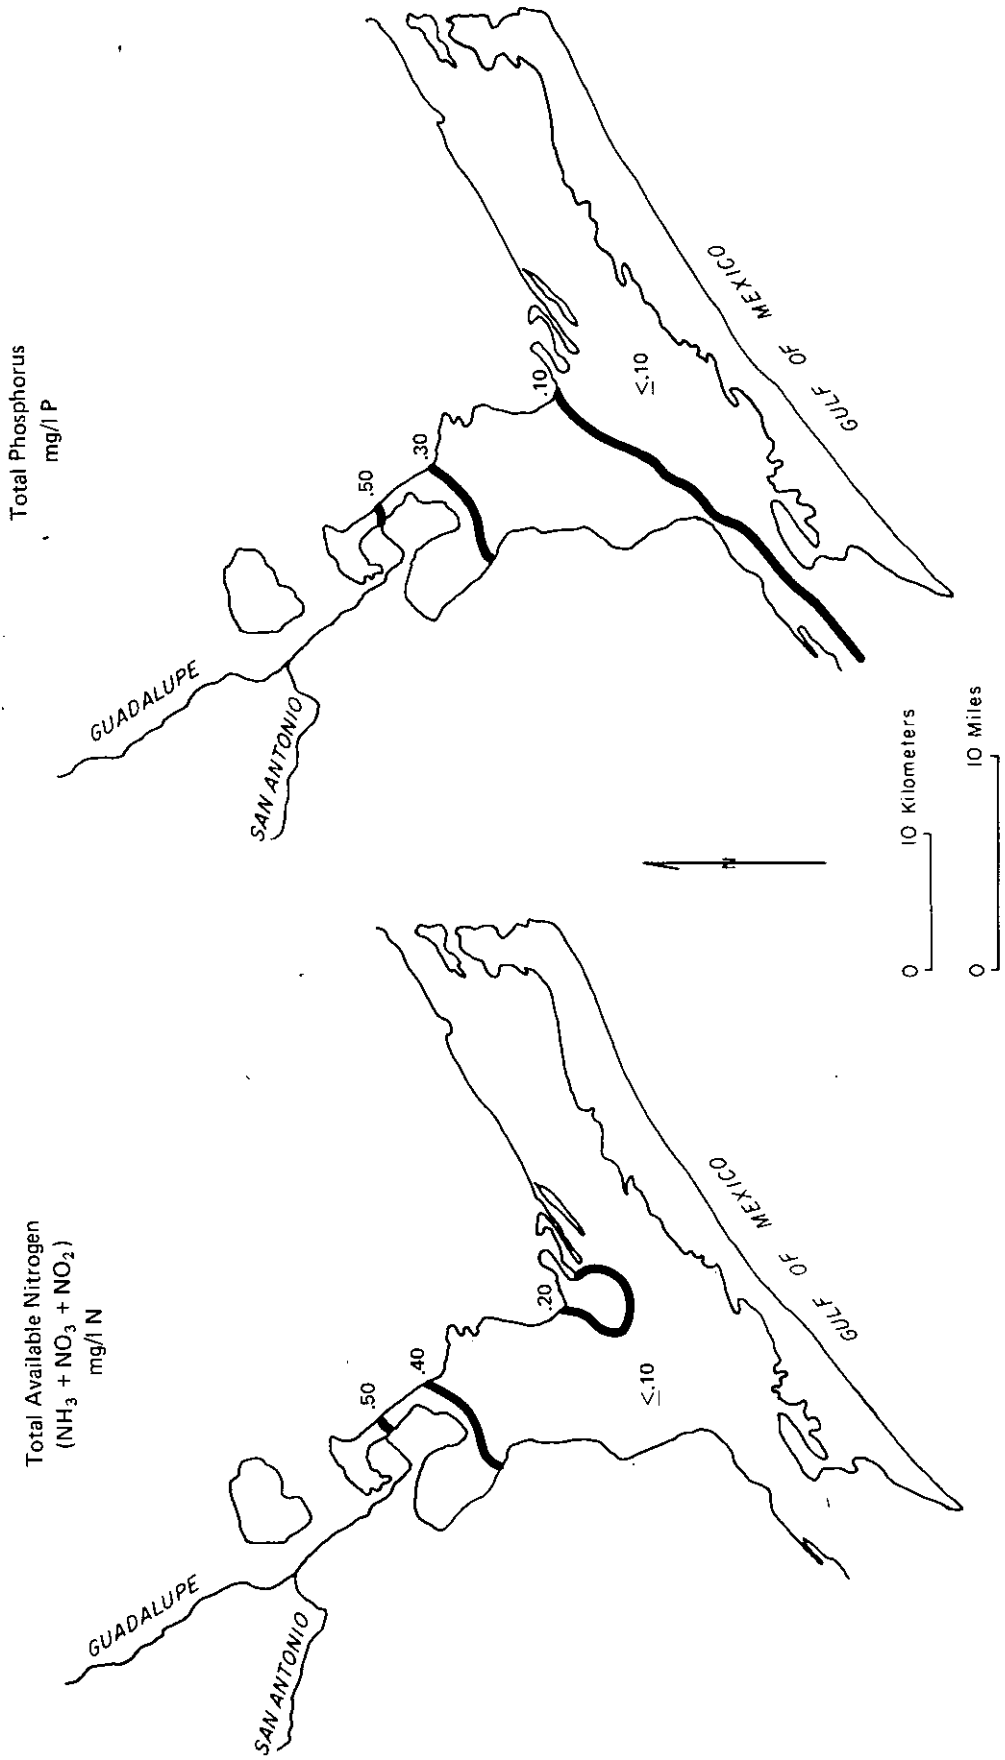 Total Available Nitrogen
(NH₃ + NO₃ + NO₂)
mg/l N
GUADALUPE
SAN ANTONIO
.50
.40
.20
≤.10
GULF OF MEXICO
Total Phosphorus
mg/l P
GUADALUPE
SAN ANTONIO
.50
.30
.10
≤.10
GULF OF MEXICO
N
0 10 Kilometers
0 10 Miles